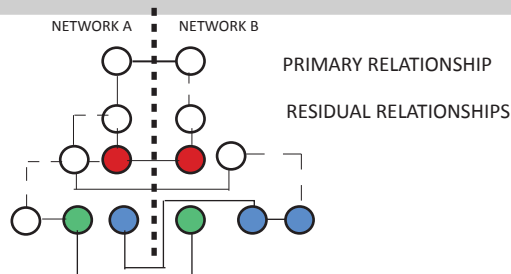 NETWORK A
NETWORK B
PRIMARY RELATIONSHIP
RESIDUAL RELATIONSHIPS